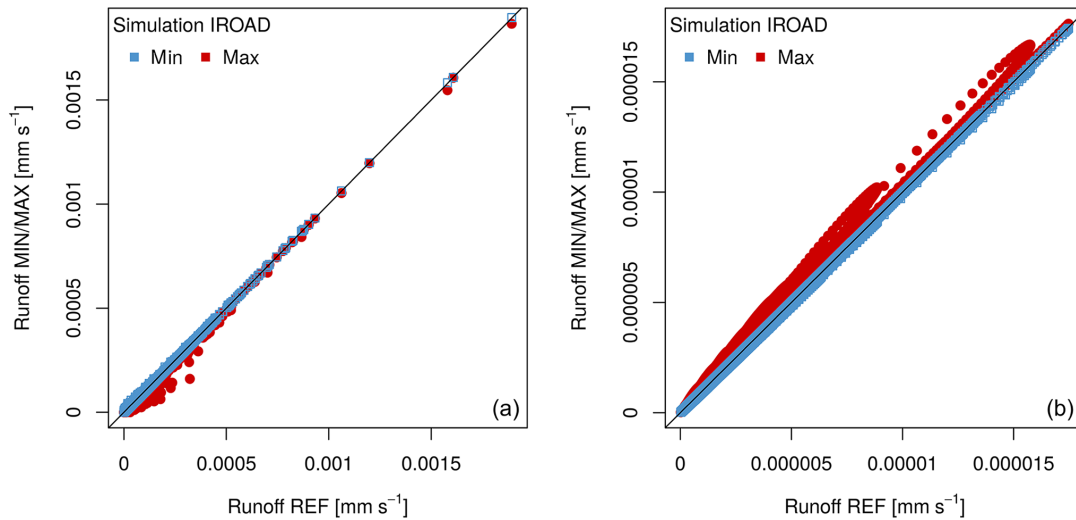 Simulation IROAD
Min Max
Runoff MIN/MAX [mm s⁻¹]
0.0015
0.001
0.0005
0
(a)
0 0.0005 0.001 0.0015
Runoff REF [mm s⁻¹]
Simulation IROAD
Min Max
Runoff MIN/MAX [mm s⁻¹]
0.000015
0.00001
0.000005
0
(b)
0 0.000005 0.00001 0.000015
Runoff REF [mm s⁻¹]